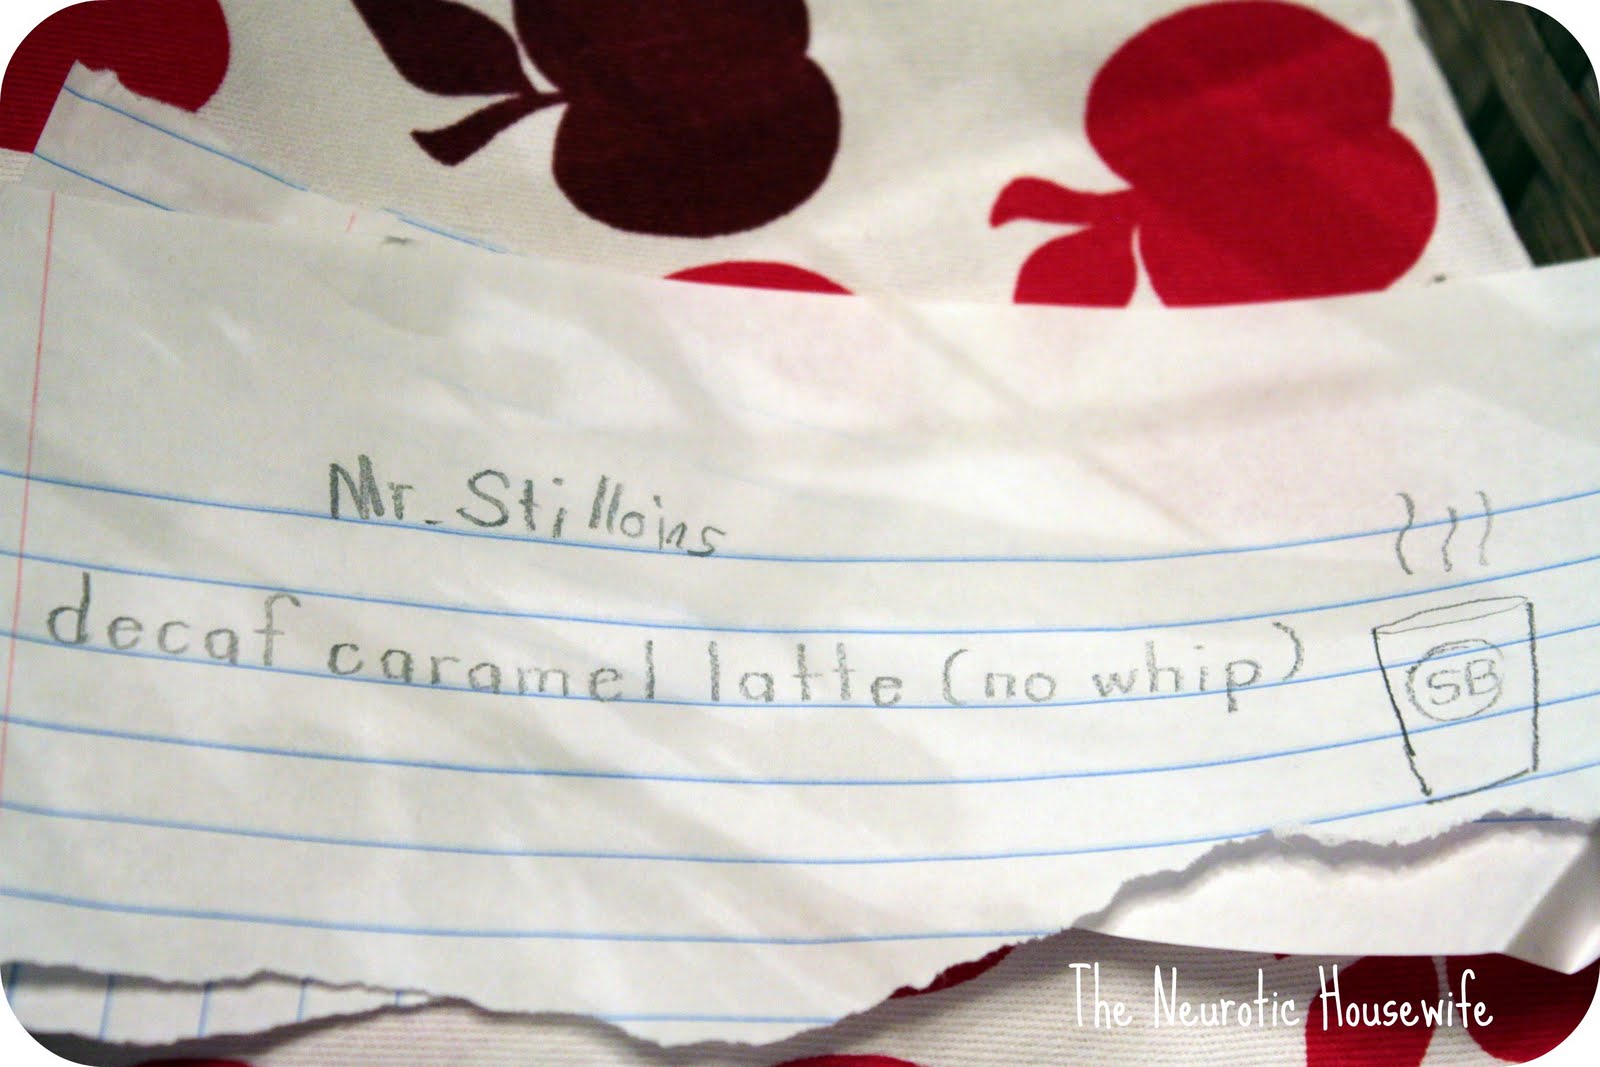 Mr. Stilloins
decaf caramel latte (no whip)
SB
The Neurotic Housewife